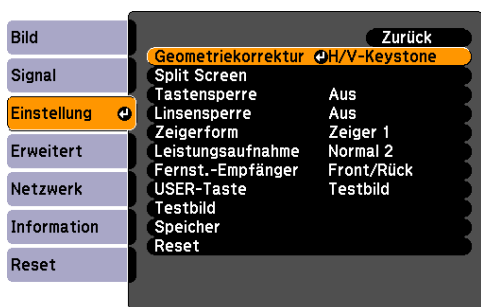 Bild
Signal
Einstellung
Erweitert
Netzwerk
Information
Reset
Zurück
Geometriekorrektur H/V-Keystone
Split Screen
Tastensperre Aus
Linsensperre Aus
Zeigerform Zeiger 1
Leistungsaufnahme Normal 2
Fernst.-Empfänger Front/Rück
USER-Taste Testbild
Testbild
Speicher
Reset